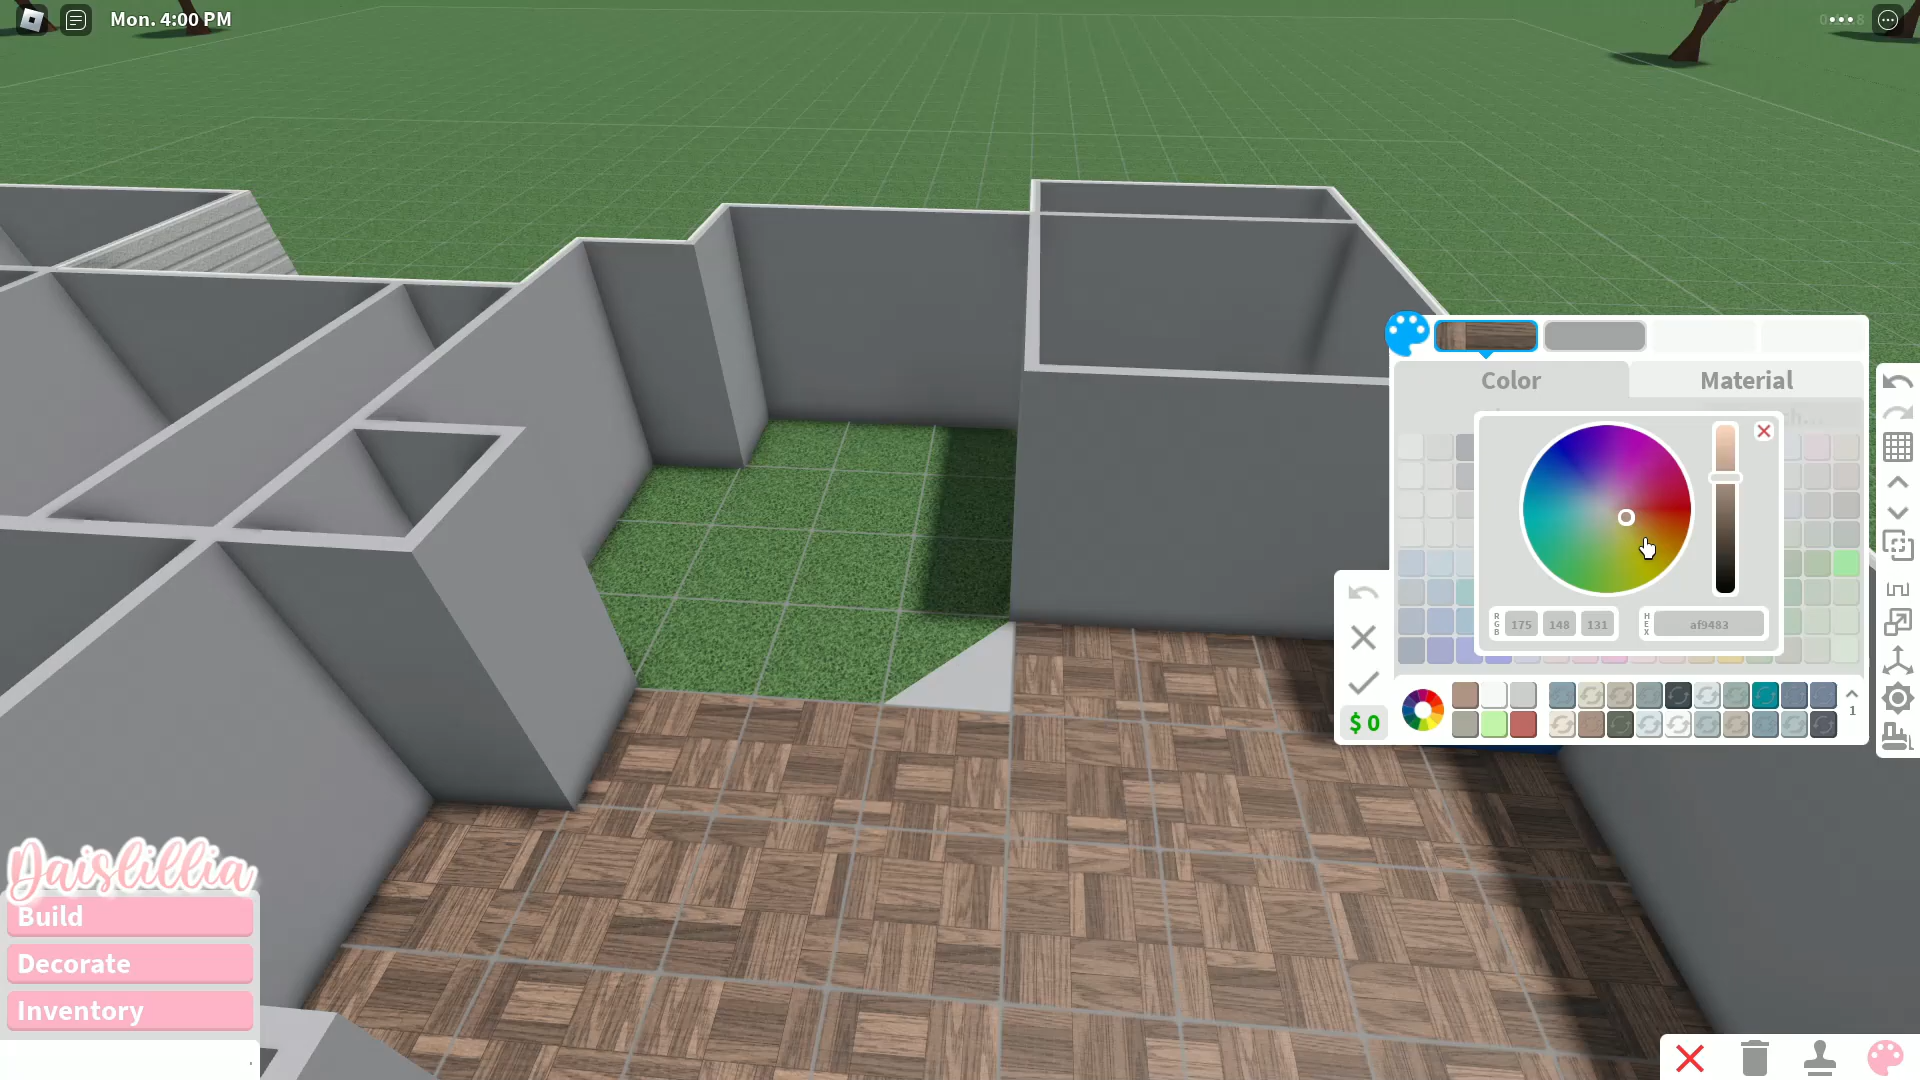 Mon. 4:00 PM
Color
Material
R G B
175
148
131
H E X
af9483
$ 0
1
Daislillia
Build
Decorate
Inventory